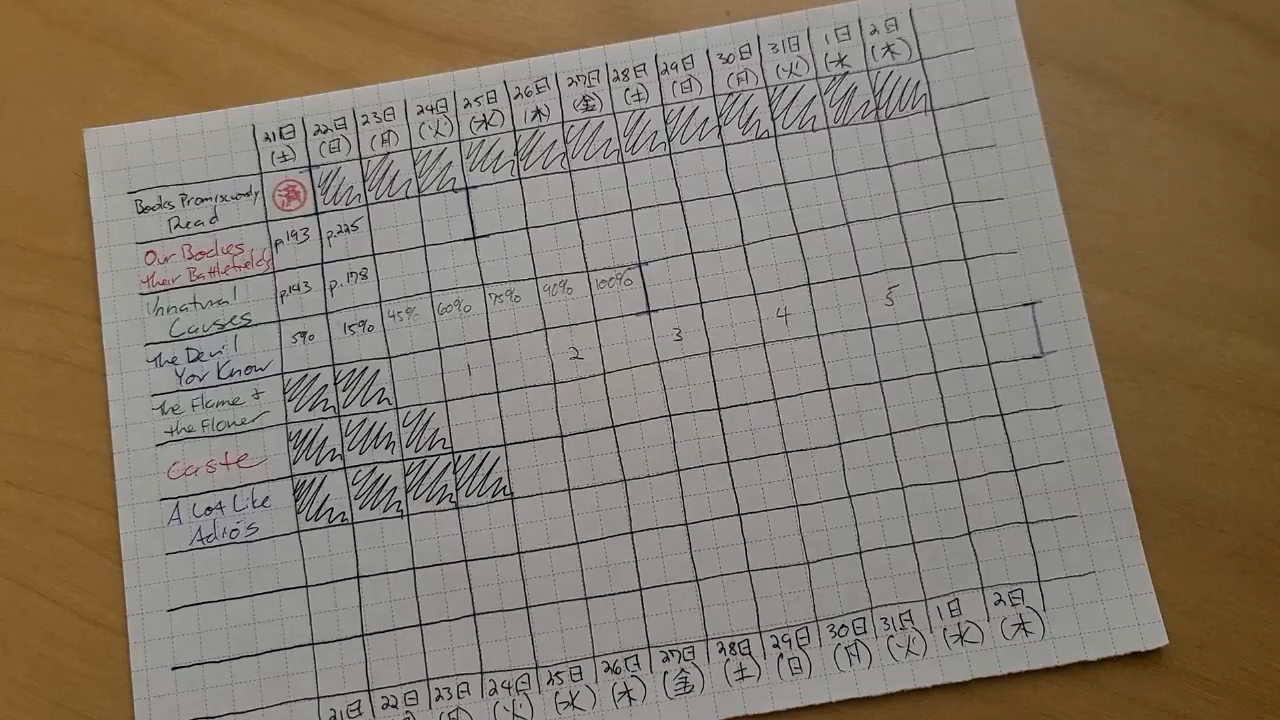 21日 22日 23日 24日 25日 26日 27日 28日 29日 30日 31日 1日 2日
(土) (日) (月) (火) (水) (木) (金) (土) (日) (月) (火) (水 (木)
Books Promiscuously
Read 済
Our Bodies p.193 p.225
Their Battlefields
Unnatural p.143 p.178
Causes
The Devil 5% 15% 45% 60% 75% 90% 100%
You Know
The Flame & 1 2 3 4 5
the Flower
Caste
A Lot Like
Adiós
21日 22日 23日 24日 25日 26日 27日 28日 29日 30日 31日 1日 2日
(火) (水) (木) (金) (土) (日) (月) (火) (水) (木)